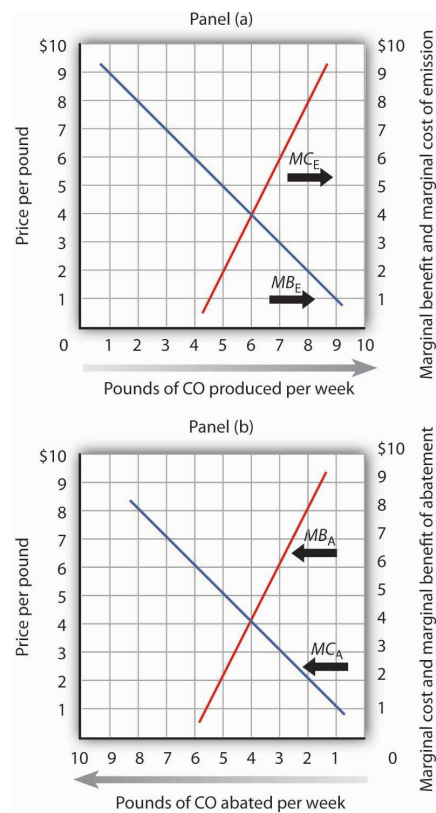 Panel (a)
$10 $10
9 9
8 8
7 7
6 6
5 5
4 4
3 3
2 2
1 1
Price per pound
MCE
MBE
Marginal benefit and marginal cost of emission
0 1 2 3 4 5 6 7 8 9 10
Pounds of CO produced per week
Panel (b)
$10 $10
9 9
8 8
7 7
6 6
5 5
4 4
3 3
2 2
1 1
Price per pound
MBA
MCA
Marginal cost and marginal benefit of abatement
10 9 8 7 6 5 4 3 2 1 0
Pounds of CO abated per week